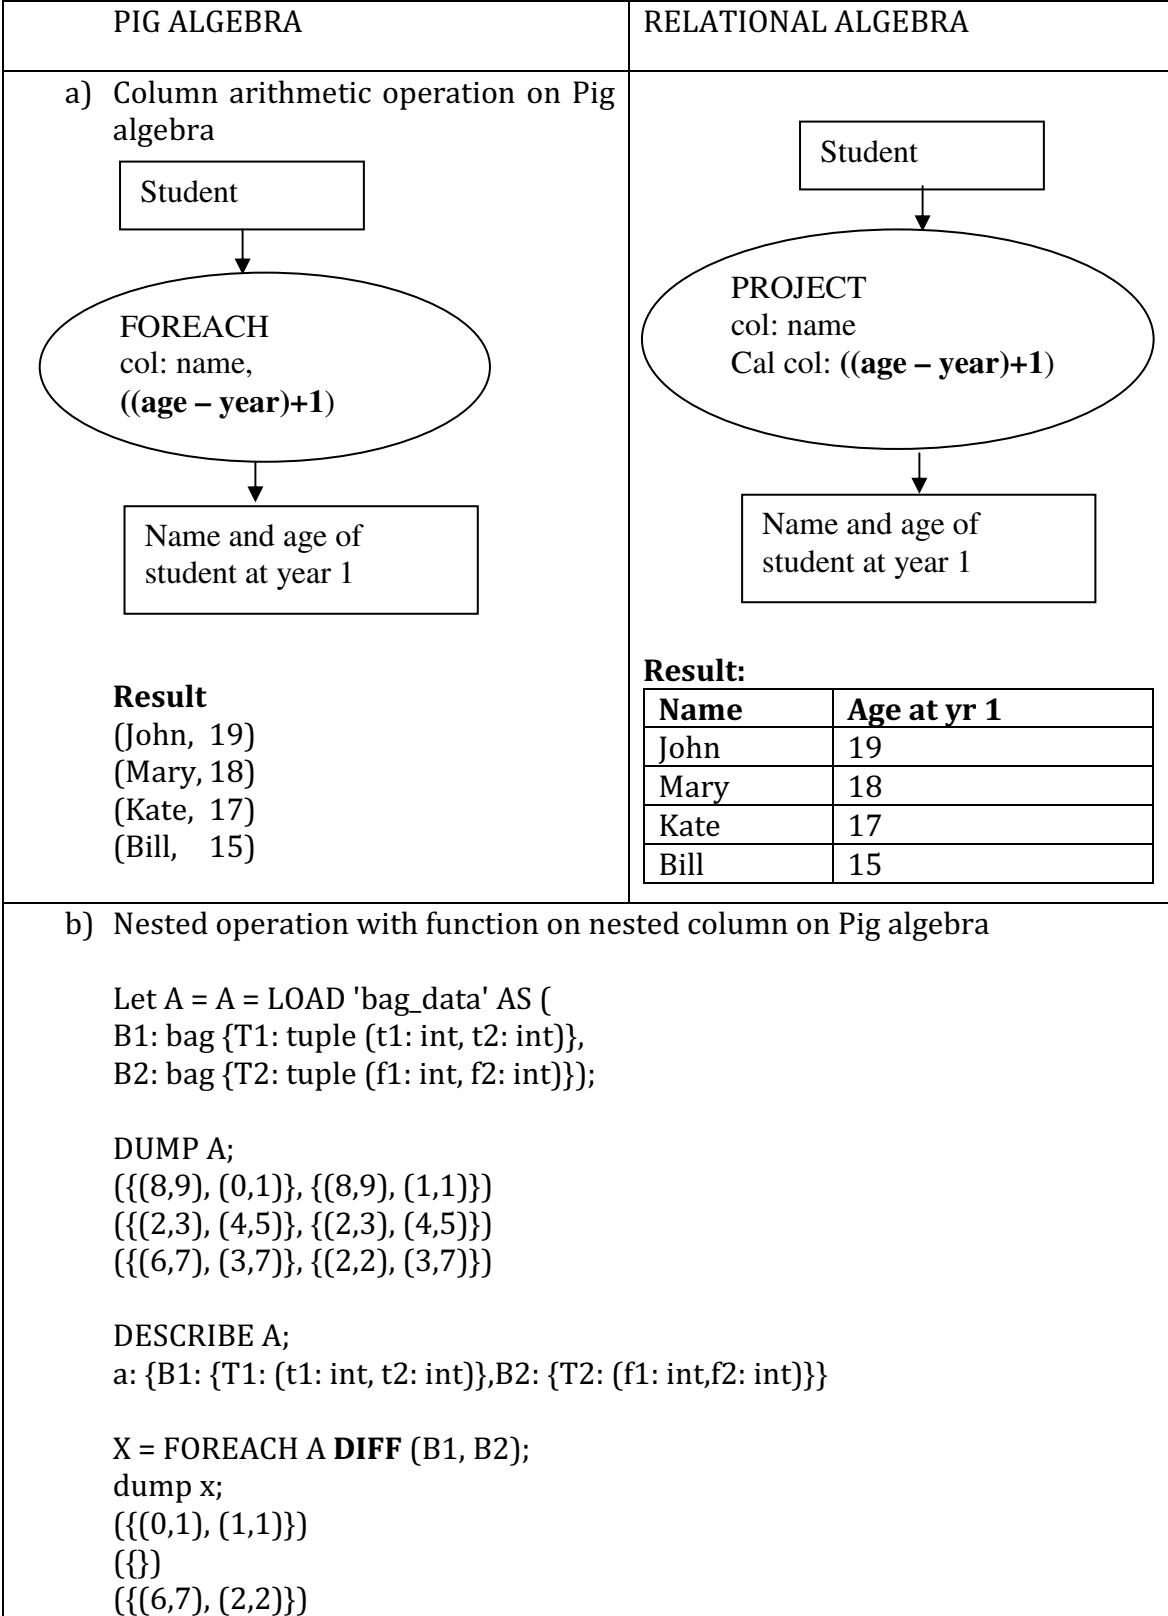 PIG ALGEBRA
RELATIONAL ALGEBRA
a) Column arithmetic operation on Pig
algebra
Student
FOREACH
col: name,
((age – year)+1)
Name and age of
student at year 1
Result
(John, 19)
(Mary, 18)
(Kate, 17)
(Bill, 15)
Student
PROJECT
col: name
Cal col: ((age – year)+1)
Name and age of
student at year 1
Result:
Name Age at yr 1
John 19
Mary 18
Kate 17
Bill 15
b) Nested operation with function on nested column on Pig algebra
Let A = A = LOAD 'bag_data' AS (
B1: bag {T1: tuple (t1: int, t2: int)},
B2: bag {T2: tuple (f1: int, f2: int)});
DUMP A;
({(8,9), (0,1)}, {(8,9), (1,1)})
({(2,3), (4,5)}, {(2,3), (4,5)})
({(6,7), (3,7)}, {(2,2), (3,7)})
DESCRIBE A;
a: {B1: {T1: (t1: int, t2: int)},B2: {T2: (f1: int,f2: int)}}
X = FOREACH A DIFF (B1, B2);
dump x;
({(0,1), (1,1)})
({})
({(6,7), (2,2)})